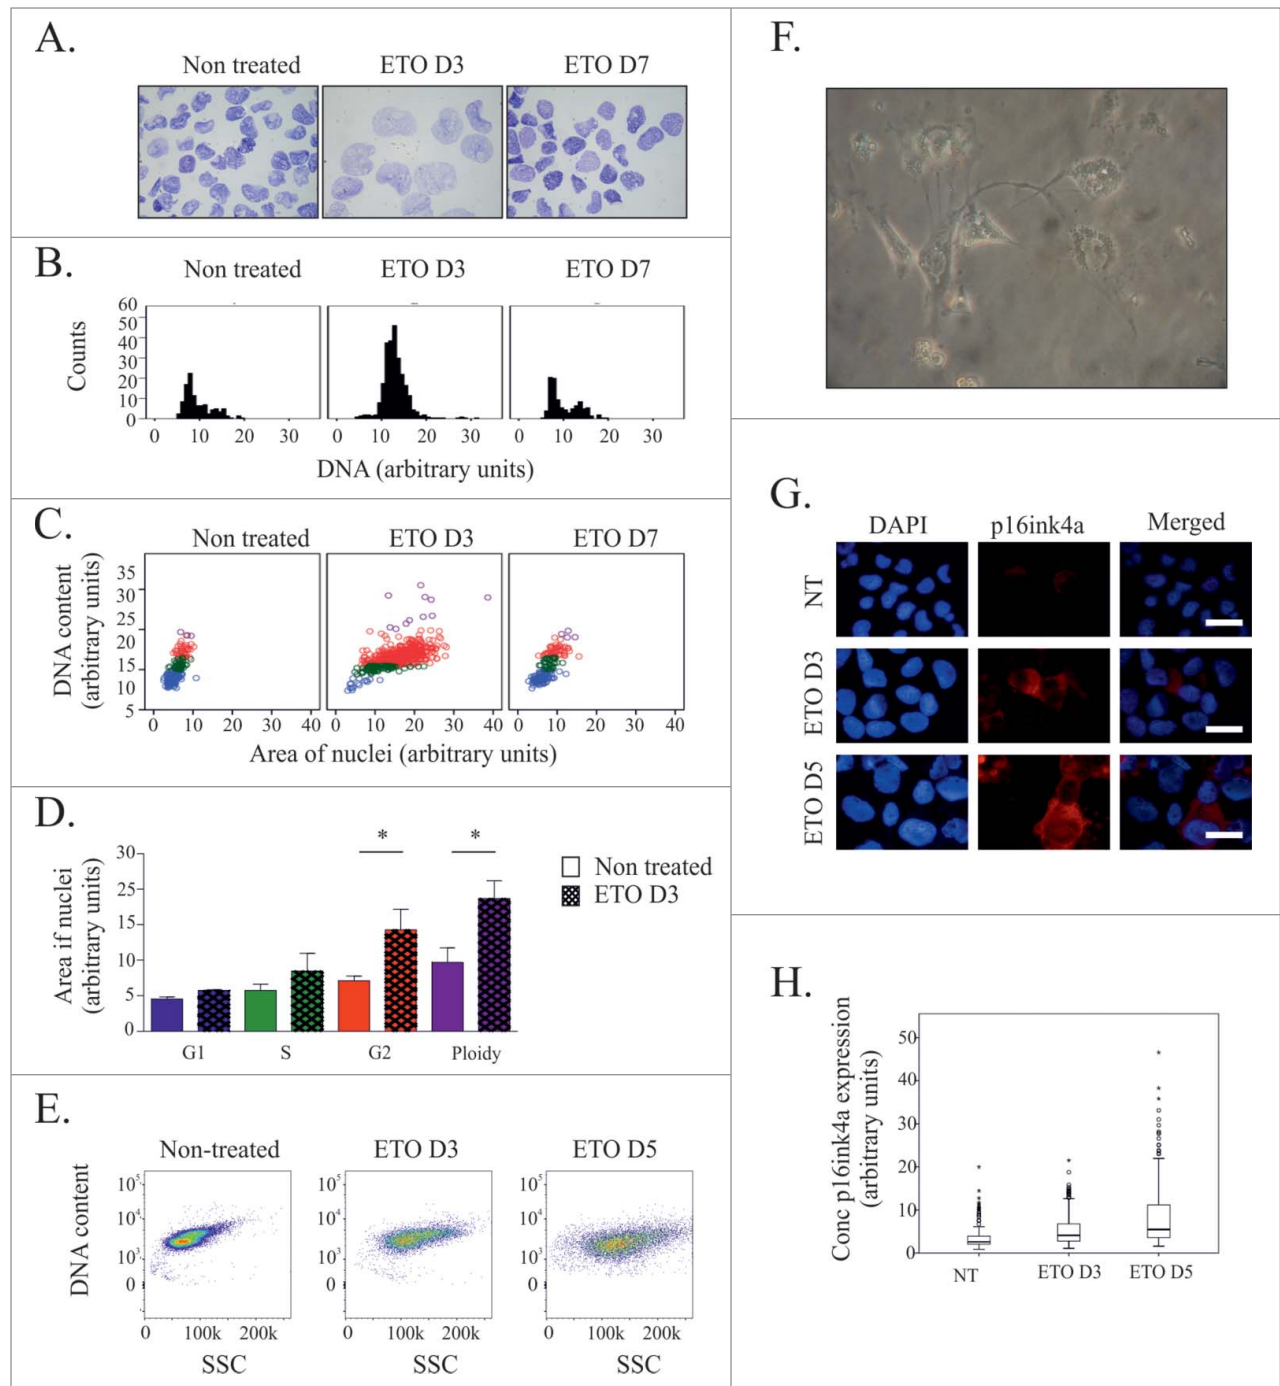 A.
Non treated ETO D3 ETO D7
B.
Non treated ETO D3 ETO D7
Counts
60
50
40
30
20
10
0
0 10 20 30 0 10 20 30 0 10 20 30
DNA (arbitrary units)
C.
Non treated ETO D3 ETO D7
DNA content
(arbitrary units)
35
30
20
15
10
5
0 10 20 30 40 0 10 20 30 40 0 10 20 30 40
Area of nuclei (arbitrary units)
D.
* *
Area if nuclei
(arbitrary units)
30
25
15
10
5
0
G1 S G2 Ploidy
Non treated
ETO D3
E.
Non-treated ETO D3 ETO D5
DNA content
10⁵ 10⁵ 10⁵
10⁴ 10⁴ 10⁴
10³ 10³ 10³
0 0 0
0 100k 200k 0 100k 200k 0 100k 200k
SSC SSC SSC
F.
G.
DAPI p16ink4a Merged
NT
ETO D3
ETO D5
H.
Conc p16ink4a expression
(arbitrary units)
50
40
30
20
10
0
NT ETO D3 ETO D5